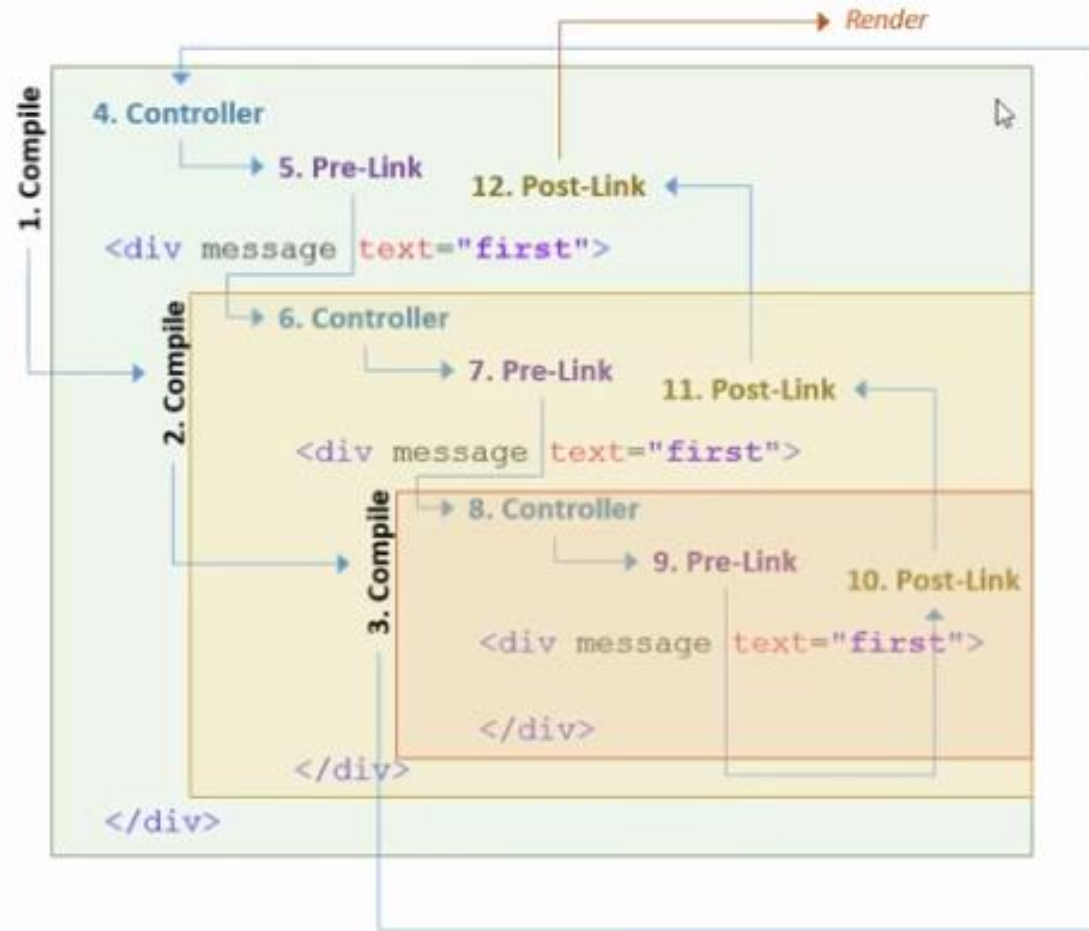 Render
1. Compile
4. Controller
5. Pre-Link
12. Post-Link
<div message text="first">
2. Compile
6. Controller
7. Pre-Link
11. Post-Link
<div message text="first">
3. Compile
8. Controller
9. Pre-Link
10. Post-Link
<div message text="first">
</div>
</div>
</div>